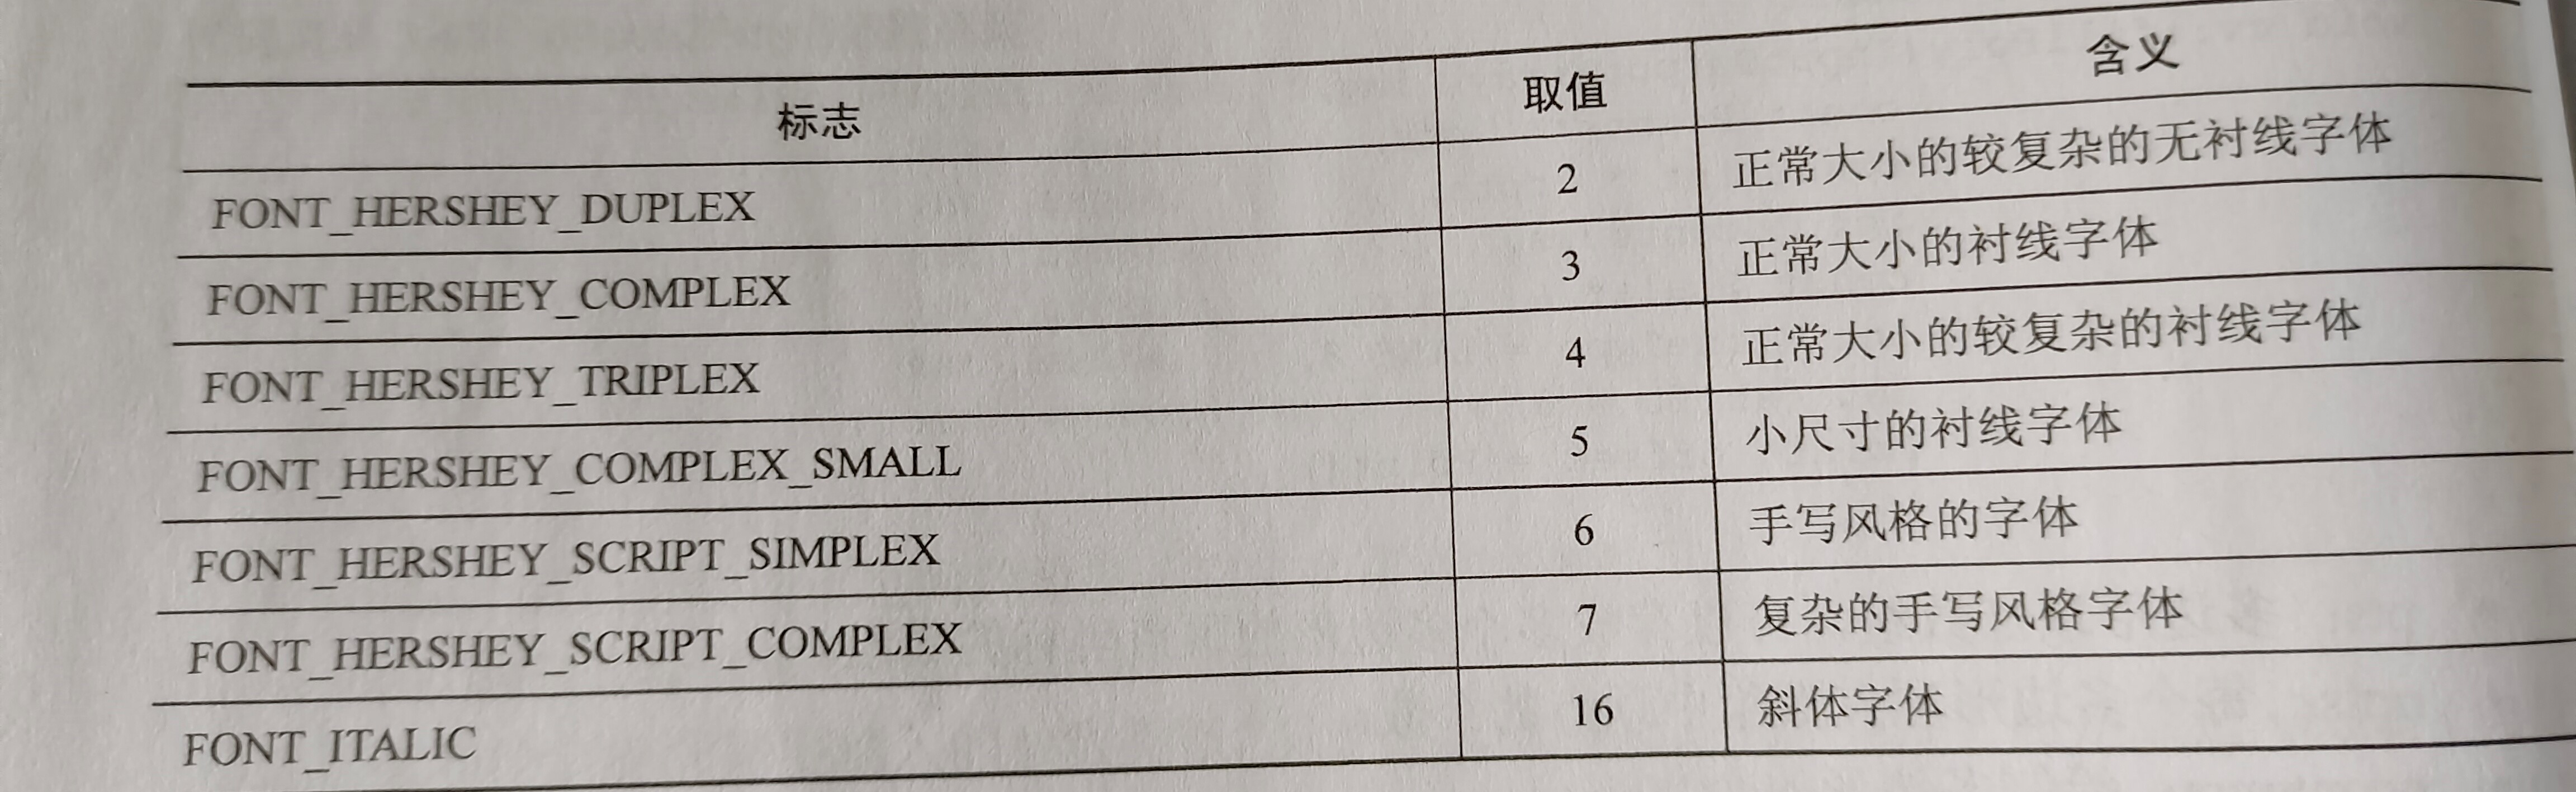 标志 取值 含义
FONT_HERSHEY_DUPLEX 2 正常大小的较复杂的无衬线字体
FONT_HERSHEY_COMPLEX 3 正常大小的衬线字体
FONT_HERSHEY_TRIPLEX 4 正常大小的较复杂的衬线字体
FONT_HERSHEY_COMPLEX_SMALL 5 小尺寸的衬线字体
FONT_HERSHEY_SCRIPT_SIMPLEX 6 手写风格的字体
FONT_HERSHEY_SCRIPT_COMPLEX 7 复杂的手写风格字体
FONT_ITALIC 16 斜体字体